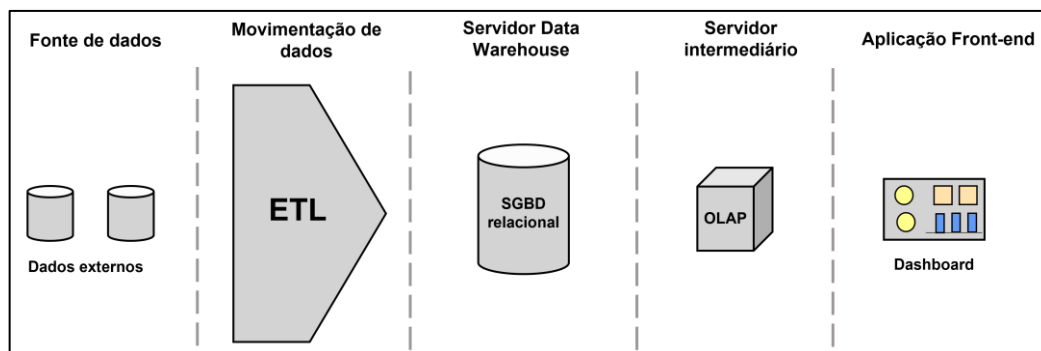 Fonte de dados
Movimentação de
dados
Servidor Data
Warehouse
Servidor
intermediário
Aplicação Front-end
Dados externos
ETL
SGBD
relacional
OLAP
Dashboard